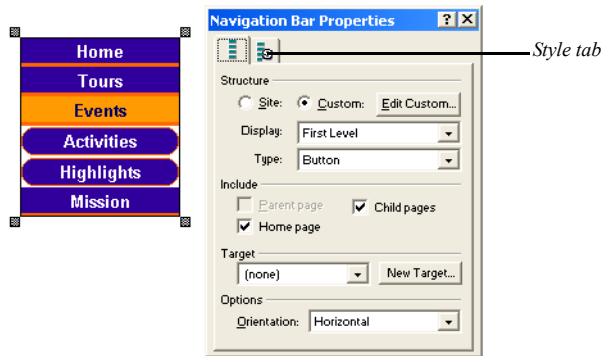 Home
Tours
Events
Activities
Highlights
Mission
Navigation Bar Properties
Style tab
Structure
Site: Custom: Edit Custom...
Display: First Level
Type: Button
Include
Parent page Child pages
Home page
Target
(none) New Target...
Options
Orientation: Horizontal